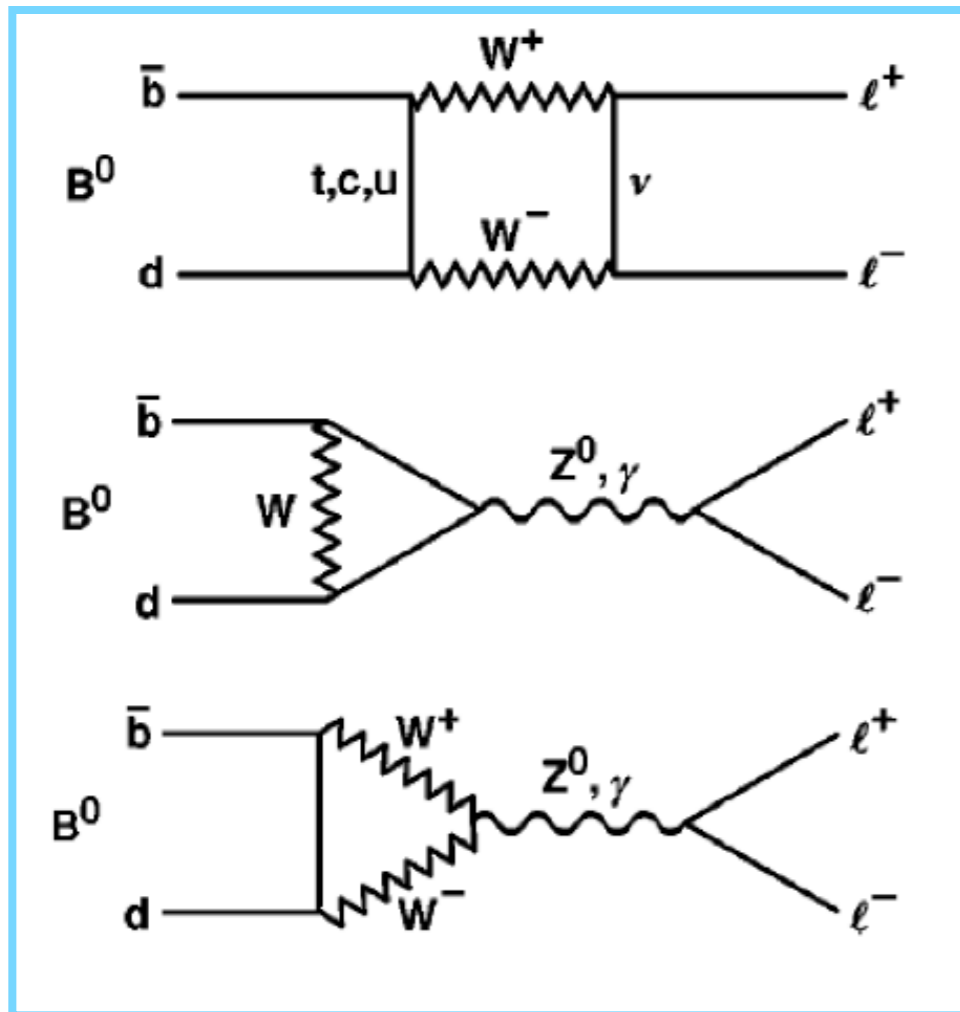 W⁺
b̅ ℓ⁺
B⁰ t,c,u ν
W⁻
d ℓ⁻
b̅ ℓ⁺
Z⁰, γ
B⁰ W
d ℓ⁻
b̅ W⁺ ℓ⁺
Z⁰, γ
B⁰
d W⁻ ℓ⁻